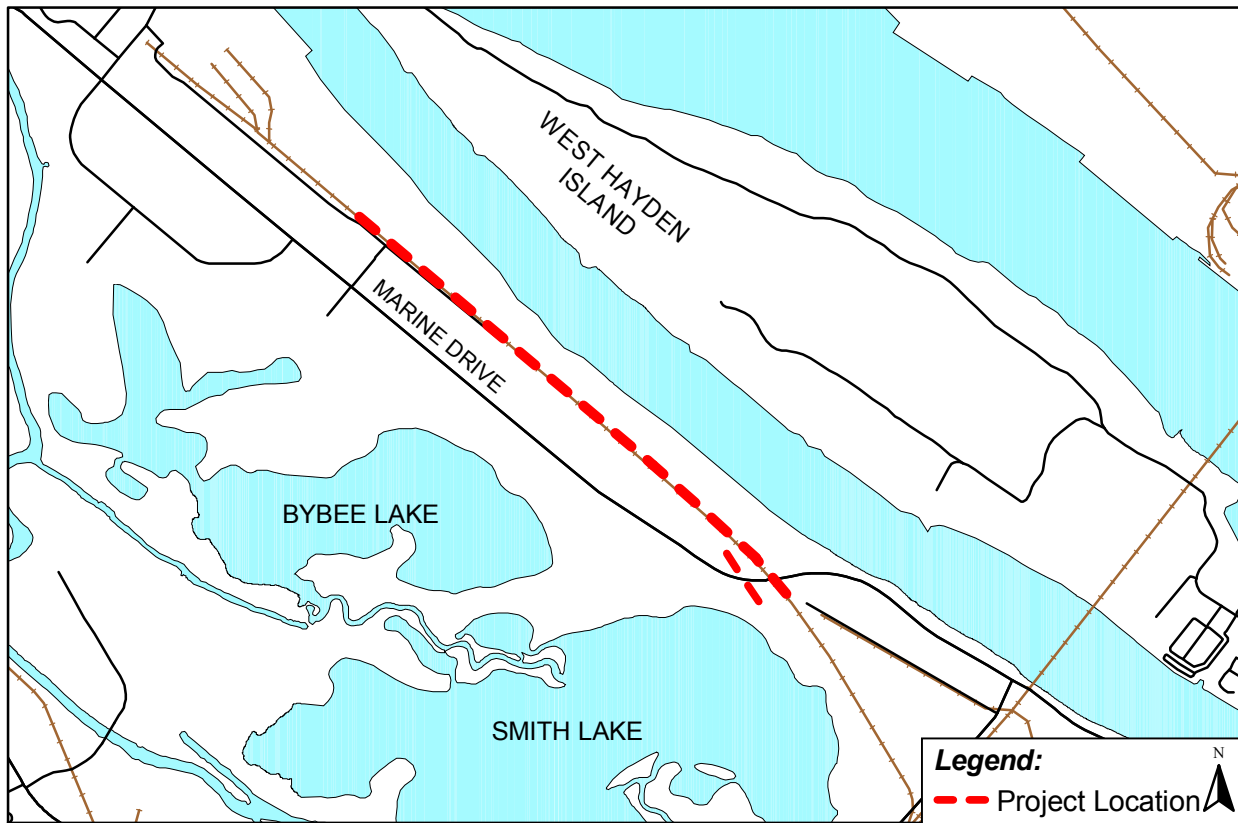 WEST HAYDEN
ISLAND
MARINE DRIVE
BYBEE LAKE
SMITH LAKE
Legend:
Project Location
N